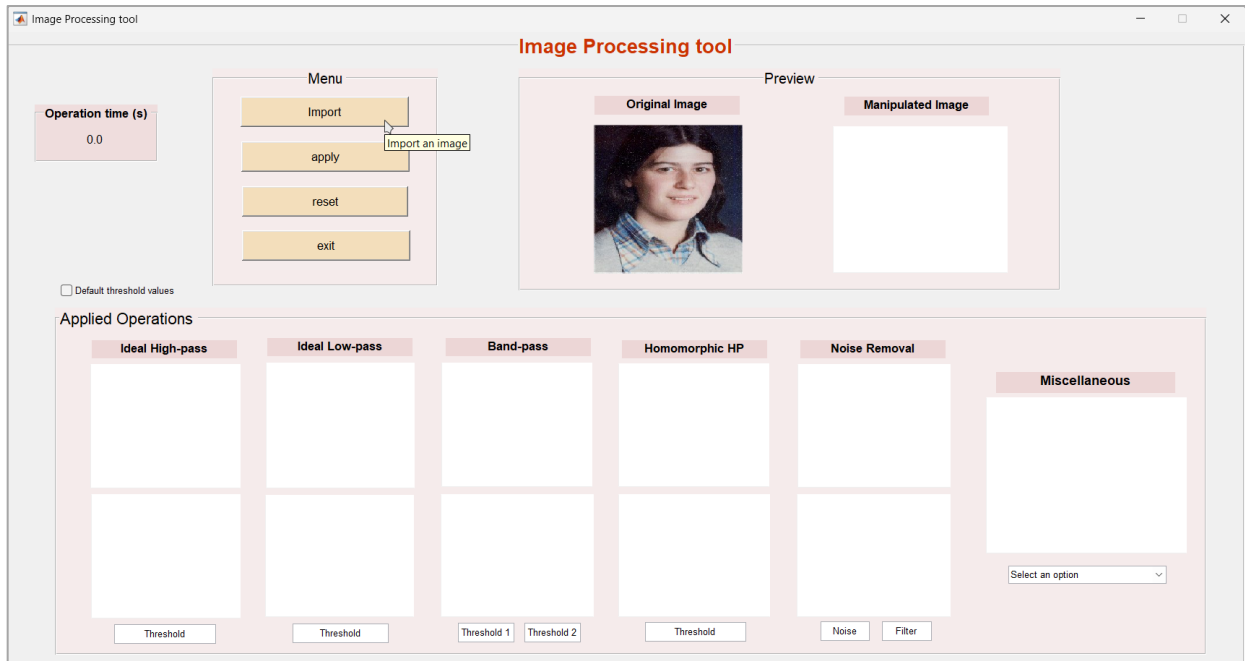 Image Processing tool
Image Processing tool
Menu
Preview
Operation time (s)
0.0
Import
Import an image
apply
reset
exit
Original Image
Manipulated Image
Default threshold values
Applied Operations
Ideal High-pass
Ideal Low-pass
Band-pass
Homomorphic HP
Noise Removal
Miscellaneous
Select an option
Threshold
Threshold
Threshold 1
Threshold 2
Threshold
Noise
Filter